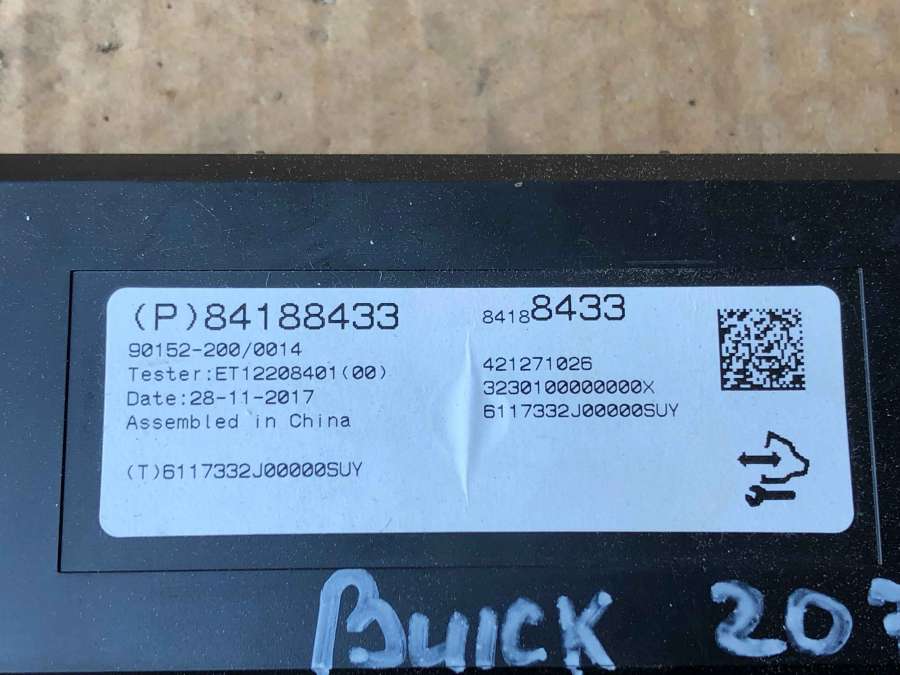 (P)84188433
90152-200/0014
Tester:ET12208401(00)
Date:28-11-2017
Assembled in China
(T)6117332J00000SUY
84188433
421271026
3230100000000X
6117332J00000SUY
BUICK 207